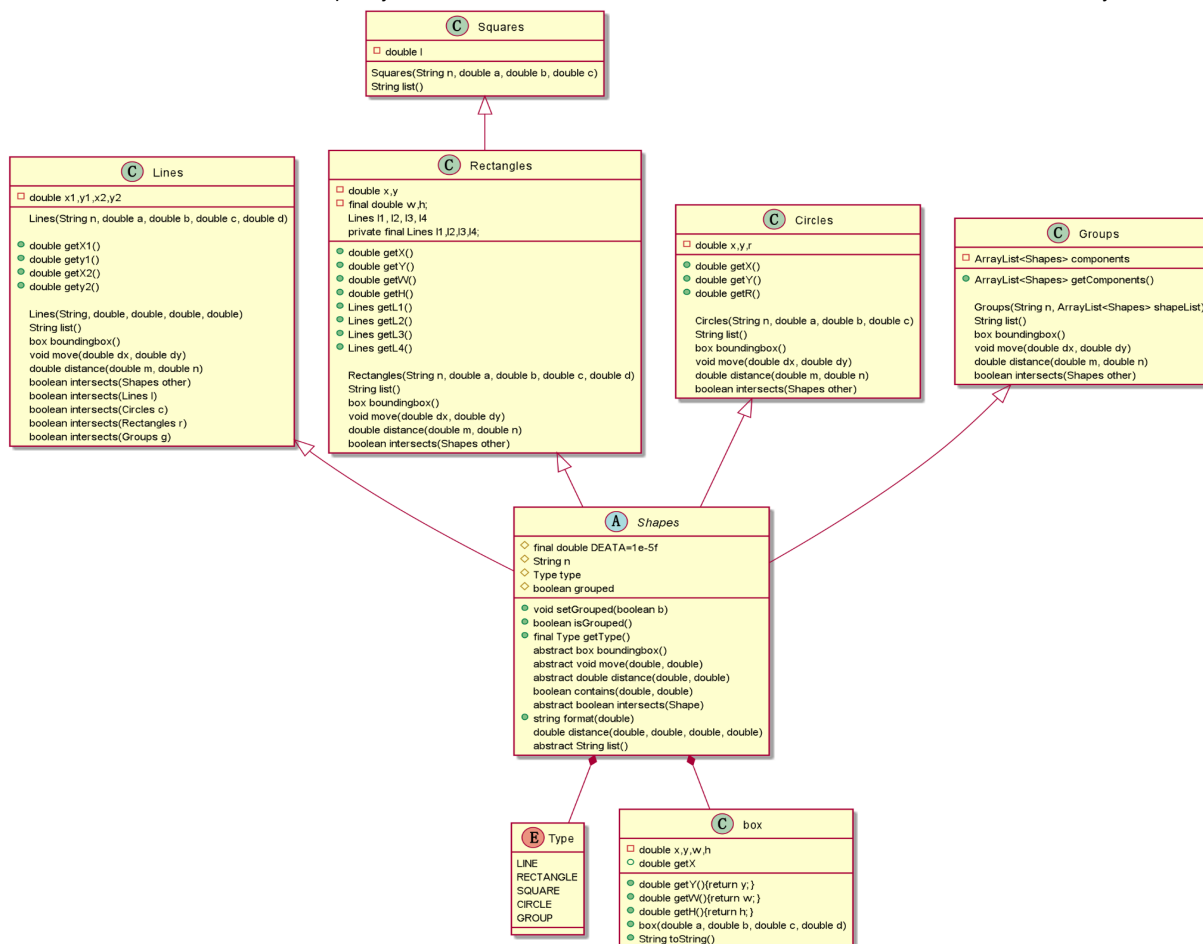 C Squares
double l
Squares(String n, double a, double b, double c)
String list()
C Lines
double x1,y1,x2,y2
Lines(String n, double a, double b, double c, double d)
double getX1()
double gety1()
double getX2()
double gety2()
Lines(String, double, double, double, double)
String list()
box boundingbox()
void move(double dx, double dy)
double distance(double m, double n)
boolean intersects(Shapes other)
boolean intersects(Lines l)
boolean intersects(Circles c)
boolean intersects(Rectangles r)
boolean intersects(Groups g)
C Rectangles
double x,y
final double w,h;
Lines l1, l2, l3, l4
private final Lines l1,l2,l3,l4;
double getX()
double getY()
double getW()
double getH()
Lines getL1()
Lines getL2()
Lines getL3()
Lines getL4()
Rectangles(String n, double a, double b, double c, double d)
String list()
box boundingbox()
void move(double dx, double dy)
double distance(double m, double n)
boolean intersects(Shapes other)
C Circles
double x,y,r
double getX()
double getY()
double getR()
Circles(String n, double a, double b, double c)
String list()
box boundingbox()
void move(double dx, double dy)
double distance(double m, double n)
boolean intersects(Shapes other)
C Groups
ArrayList<Shapes> components
ArrayList<Shapes> getComponents()
Groups(String n, ArrayList<Shapes> shapeList)
String list()
box boundingbox()
void move(double dx, double dy)
double distance(double m, double n)
boolean intersects(Shapes other)
A Shapes
final double DEATA=1e-5f
String n
Type type
boolean grouped
void setGrouped(boolean b)
boolean isGrouped()
final Type getType()
abstract box boundingbox()
abstract void move(double, double)
abstract double distance(double, double)
boolean contains(double, double)
abstract boolean intersects(Shape)
string format(double)
double distance(double, double, double, double)
abstract String list()
E Type
LINE
RECTANGLE
SQUARE
CIRCLE
GROUP
C box
double x,y,w,h
double getX
double getY(){return y;}
double getW(){return w;}
double getH(){return h;}
box(double a, double b, double c, double d)
String toString()